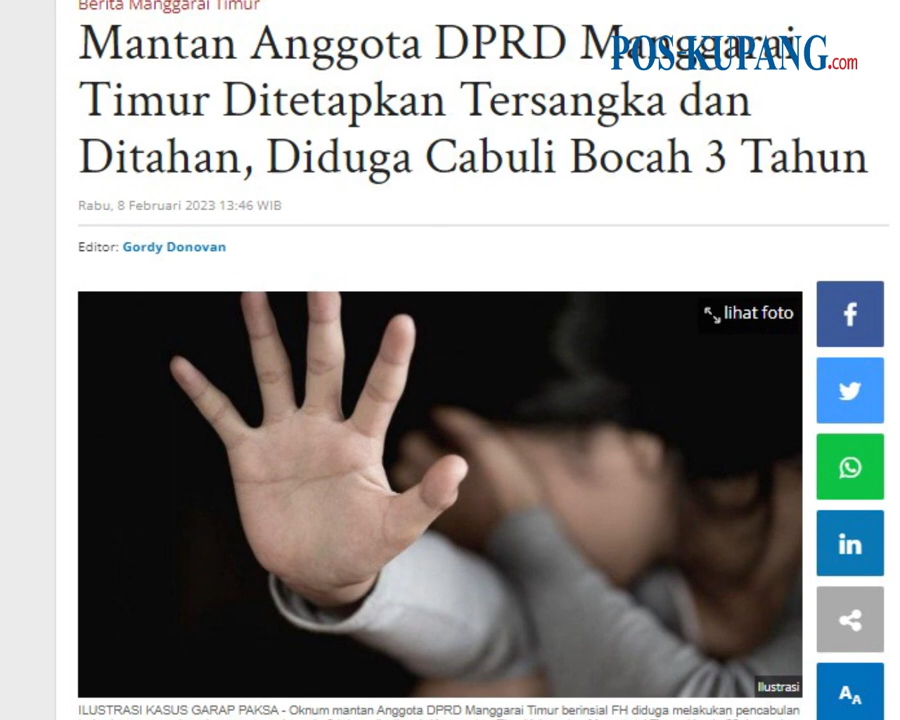 Berita Manggarai Timur
Mantan Anggota DPRD Manggarai
POS-KUPANG.com
Timur Ditetapkan Tersangka dan
Ditahan, Diduga Cabuli Bocah 3 Tahun
Rabu, 8 Februari 2023 13:46 WIB
Editor: Gordy Donovan
lihat foto
Ilustrasi
ILUSTRASI KASUS GARAP PAKSA - Oknum mantan Anggota DPRD Manggarai Timur berinsial FH diduga melakukan pencabulan